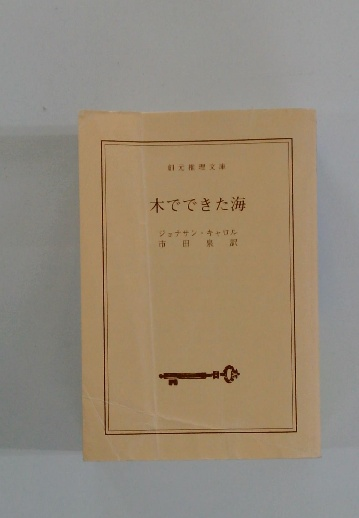 創元推理文庫
木でできた海
ジョナサン・キャロル
市田泉訳